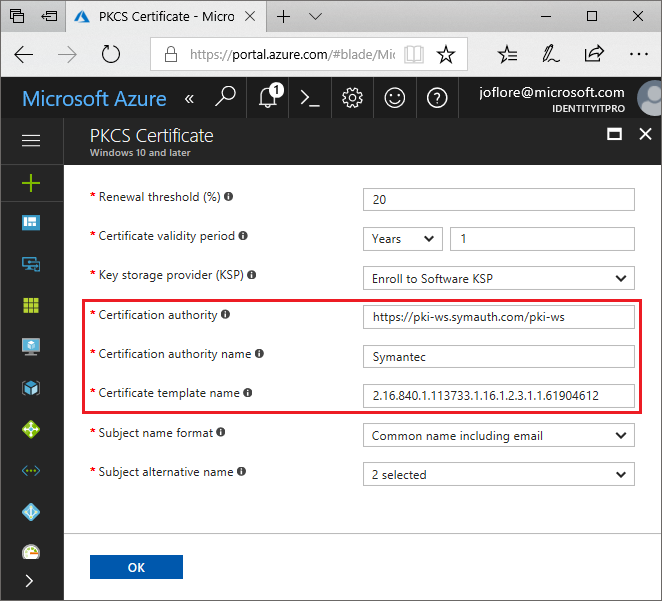 PKCS Certificate - Micro
https://portal.azure.com/#blade/Mic
Microsoft Azure
«
1
joflore@microsoft.com
IDENTITYITPRO
PKCS Certificate
Windows 10 and later
* Renewal threshold (%)
20
* Certificate validity period
Years
1
* Key storage provider (KSP)
Enroll to Software KSP
* Certification authority
https://pki-ws.symauth.com/pki-ws
* Certification authority name
Symantec
* Certificate template name
2.16.840.1.113733.1.16.1.2.3.1.1.61904612
* Subject name format
Common name including email
* Subject alternative name
2 selected
OK